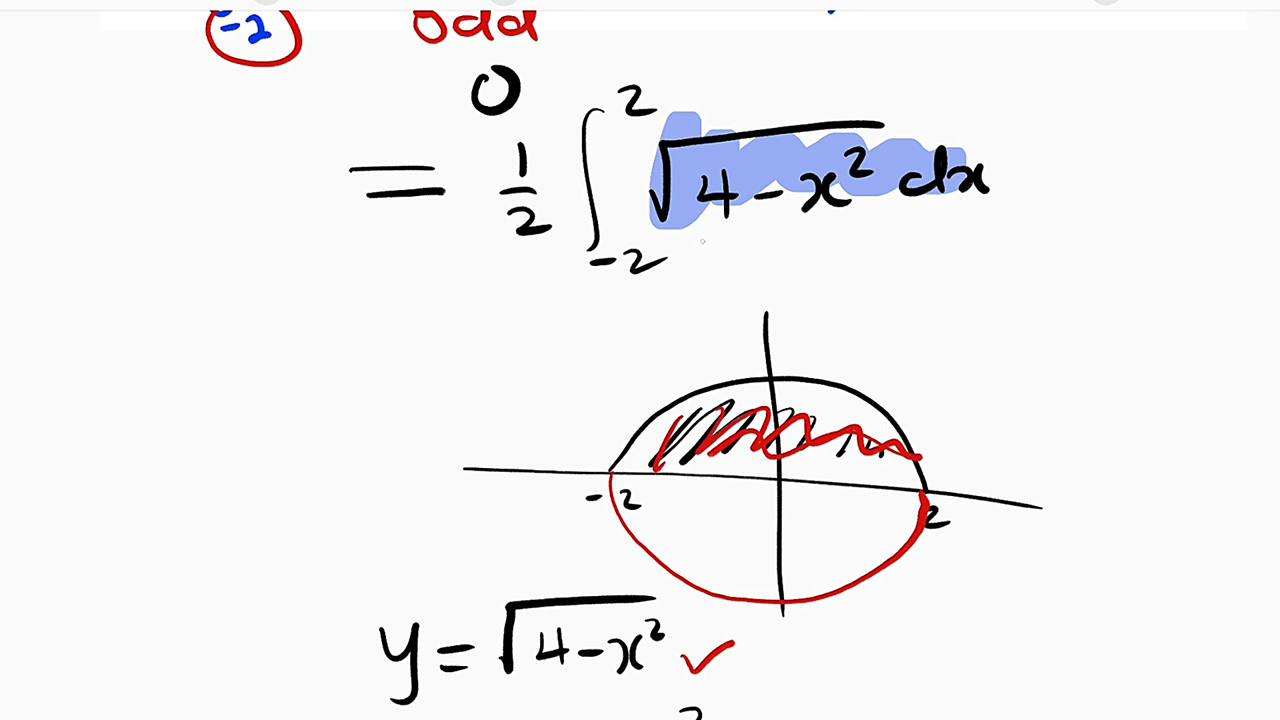 -2 Odd
0
= 1/2 ∫_{-2}^{2} √(4-x²) dx
-2 2
y = √(4-x²) ✓